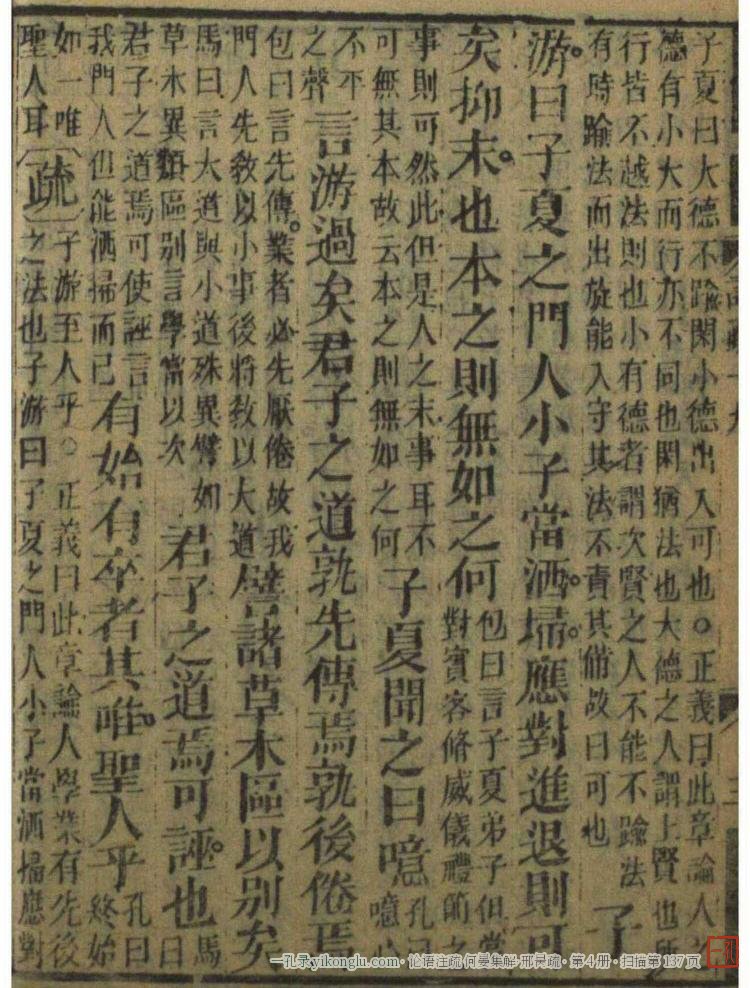 子夏曰大德不踰閑小德出入可也○正義曰此章論人之
德有小大而行亦不同也閑猶法也大德之人謂上賢也所
行皆不越法則也小有德者謂次賢之人不能不踰法
有時踰法而出旋能入守其法不責其備故曰可也
子
游曰子夏之門人小子當洒埽應對進退則可
矣抑末也本之則無如之何
包曰言子夏弟子但當
對賓客脩威儀禮節之
事則可然此但是人之末事耳不
可無其本故云本之則無如之何
子夏聞之曰噫
孔曰
噫心
不平
之聲
言游過矣君子之道孰先傳焉孰後倦焉
包曰言先傳業者必先厭倦故我
門人先教以小事後將教以大道
譬諸草木區以別矣
馬曰言大道與小道殊異譬如
草木異類區別言學當以次
君子之道焉可誣也
馬
曰
君子之道焉可使誣言
我門人但能洒掃而已
有始有卒者其唯聖人乎
孔曰
終始
如一唯
聖人耳
疏
子游至人乎○正義曰此章論人學業有先後
之法也子游曰子夏之門人小子當洒掃應對
一孔录yikonglu.com·论语注疏·何晏集解·邢昺疏·第4册·扫描第137页